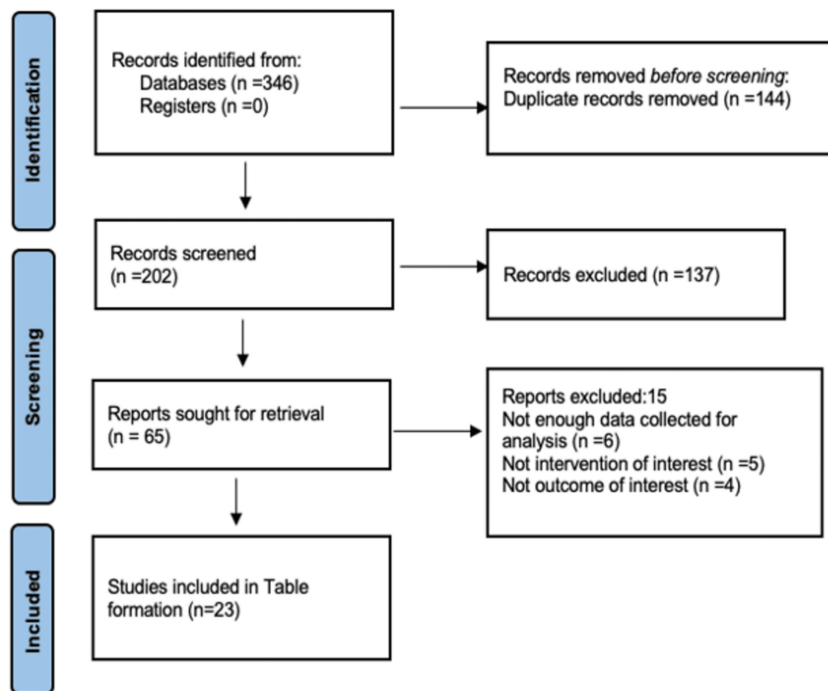 Identification
Records identified from:
Databases (n =346)
Registers (n =0)
Records removed before screening:
Duplicate records removed (n =144)
Screening
Records screened
(n =202)
Records excluded (n =137)
Reports sought for retrieval
(n = 65)
Reports excluded:15
Not enough data collected for
analysis (n =6)
Not intervention of interest (n =5)
Not outcome of interest (n =4)
Included
Studies included in Table
formation (n=23)